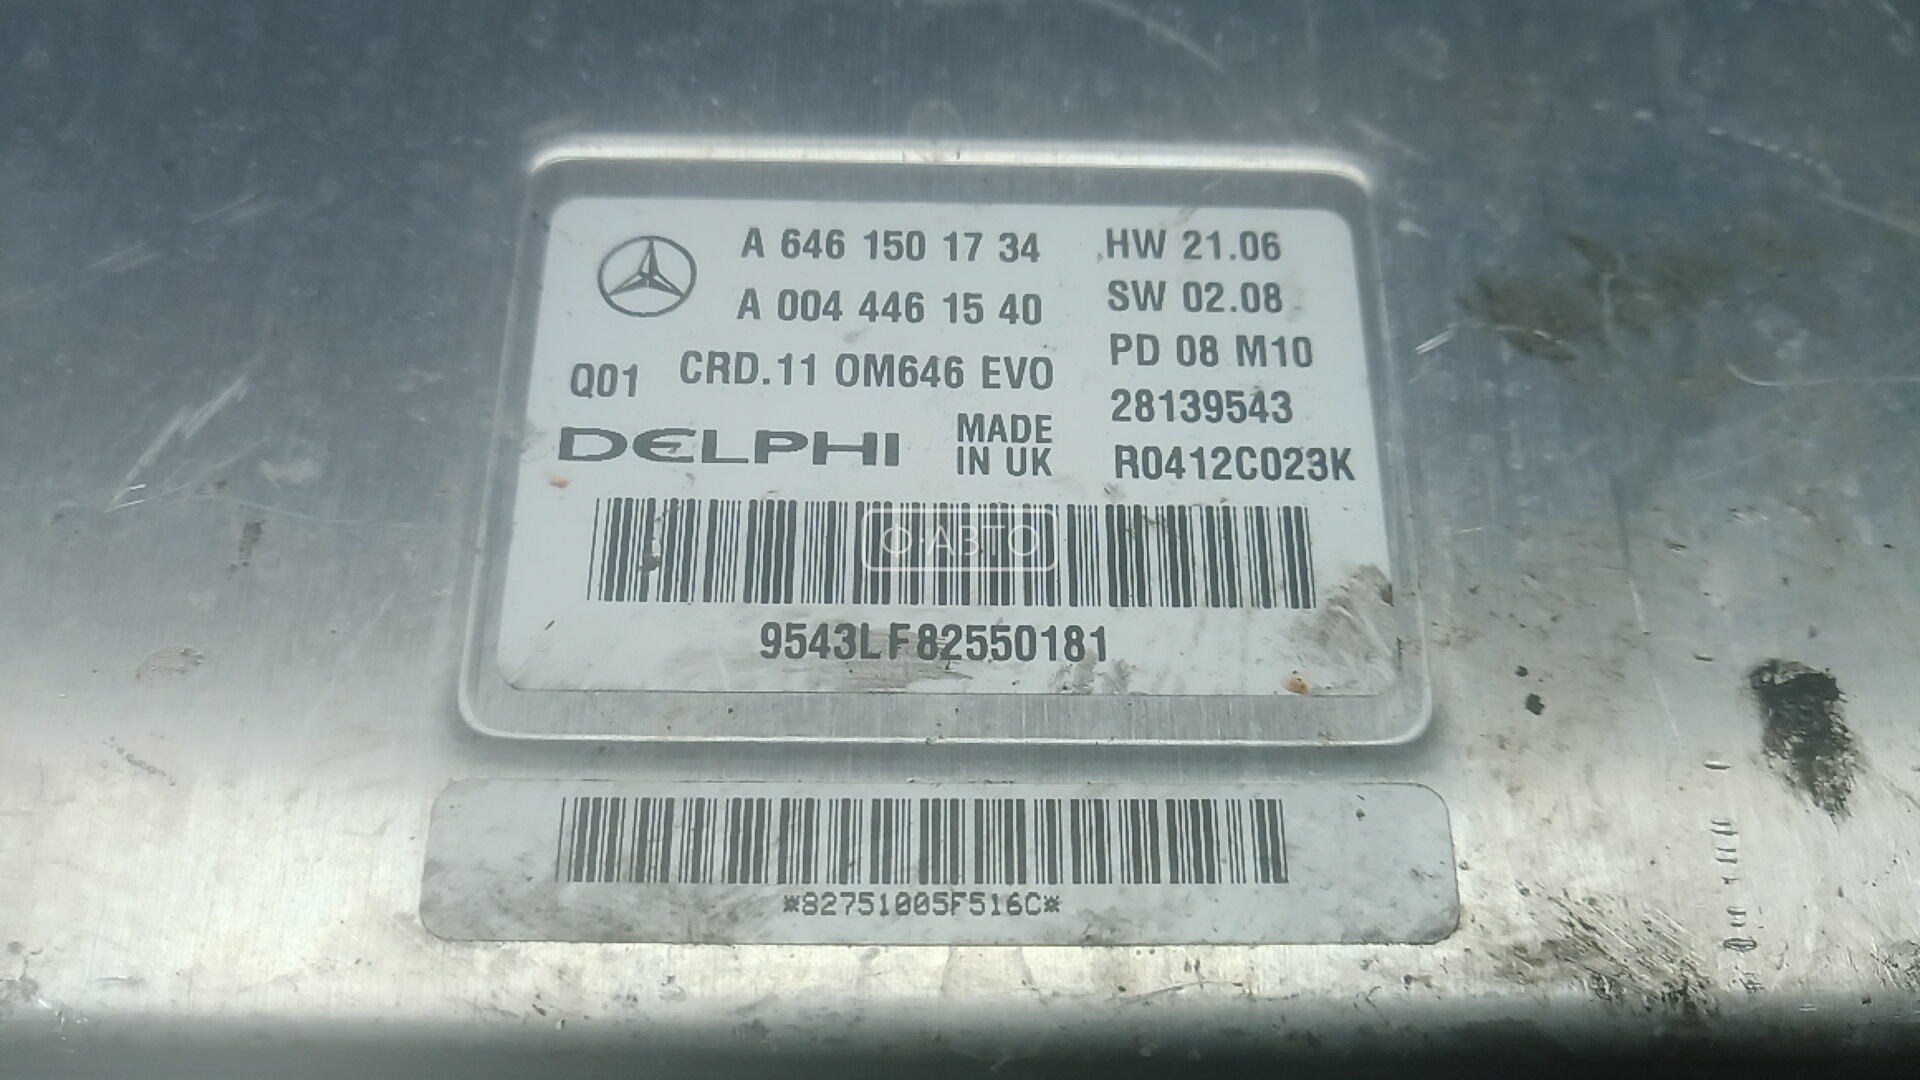 A 646 150 17 34
HW 21.06
A 004 446 15 40
SW 02.08
PD 08 M10
Q01 CRD.11 OM646 EVO
28139543
DELPHI MADE IN UK
R0412C023K
Ф·АВТО
9543LF82550181
*82751005F516C*